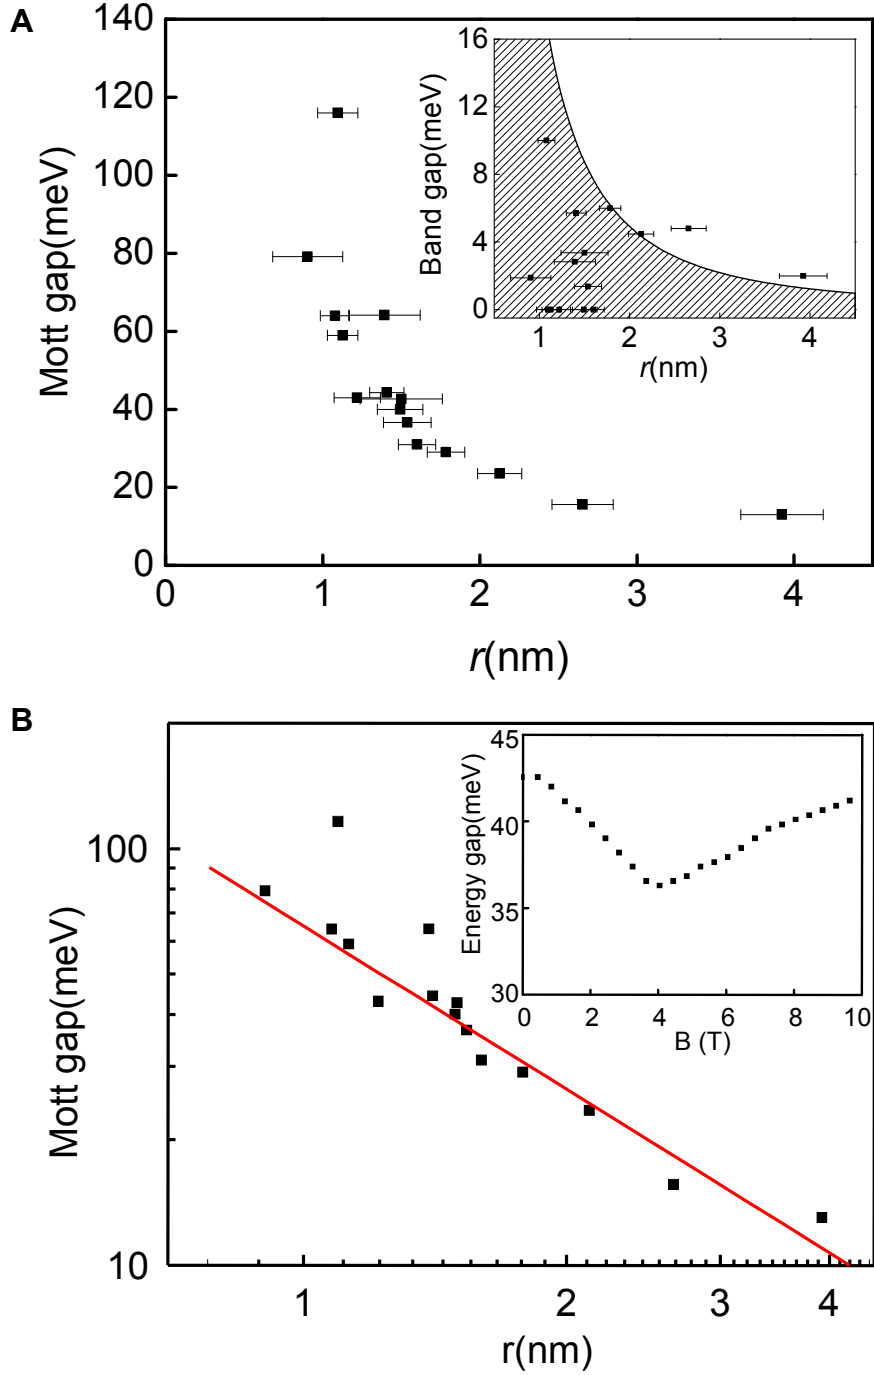 A
140
120
100
80
60
40
20
0
Mott gap(meV)
0 1 2 3 4
r(nm)
16
12
8
4
0
Band gap(meV)
1 2 3 4
r(nm)
B
100
10
Mott gap(meV)
1 2 3 4
r(nm)
45
40
35
30
Energy gap(meV)
0 2 4 6 8 10
B (T)